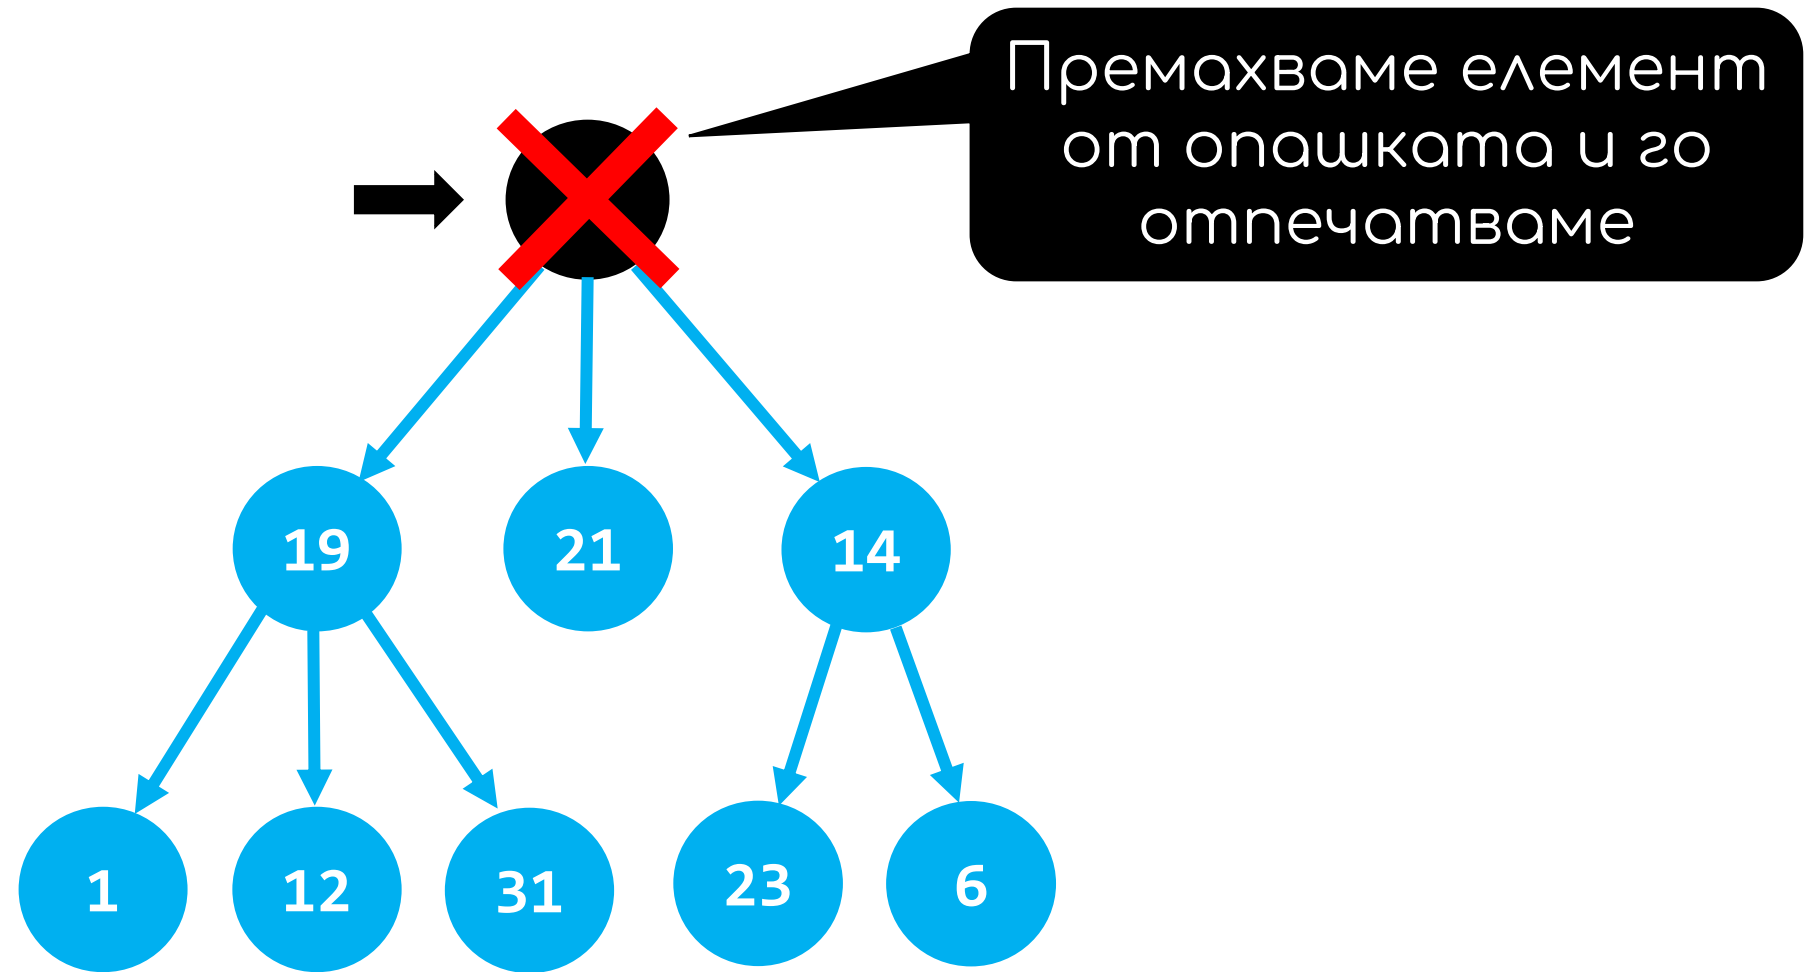 Премахваме елемент
от опашката и го
отпечатваме
19 21 14
1 12 31 23 6